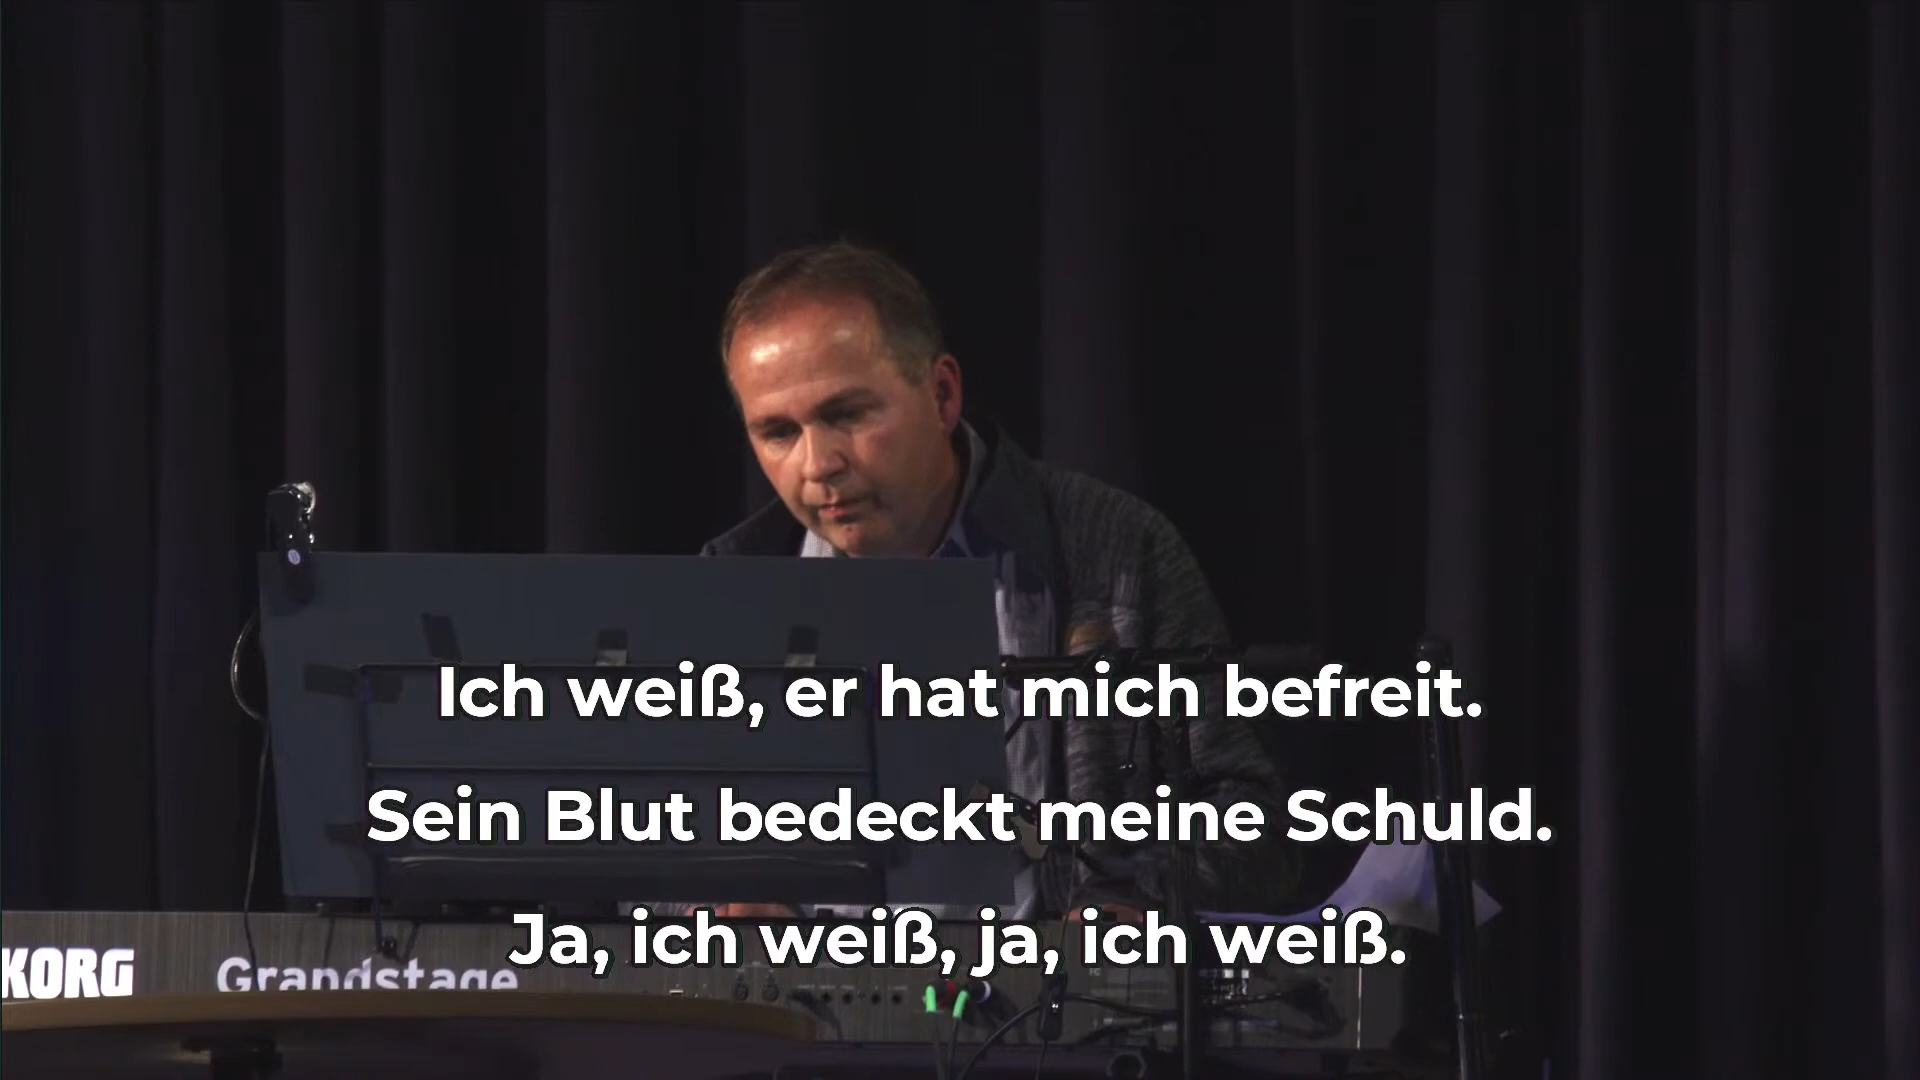 Ich weiß, er hat mich befreit.
Sein Blut bedeckt meine Schuld.
Ja, ich weiß, ja, ich weiß.
KORG Grandstage